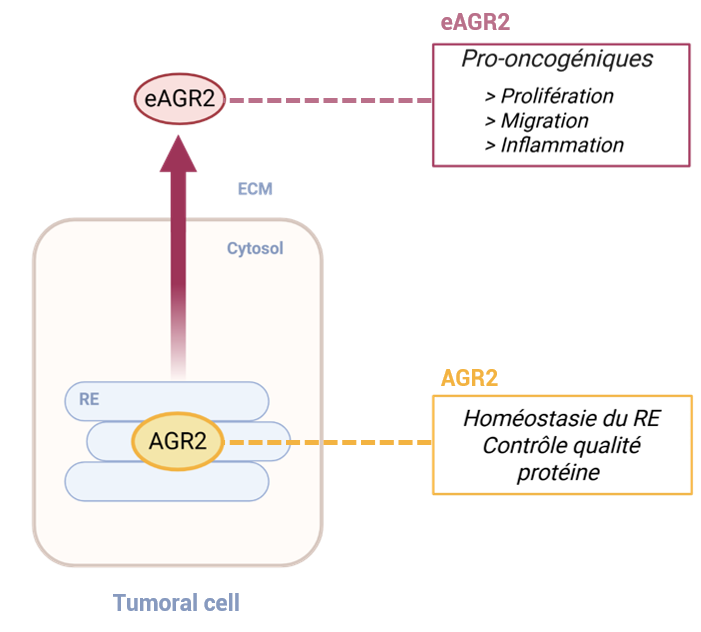 eAGR2
Pro-oncogéniques
> Prolifération
> Migration
> Inflammation
eAGR2
ECM
Cytosol
RE
AGR2
AGR2
Homéostasie du RE
Contrôle qualité
protéine
Tumoral cell